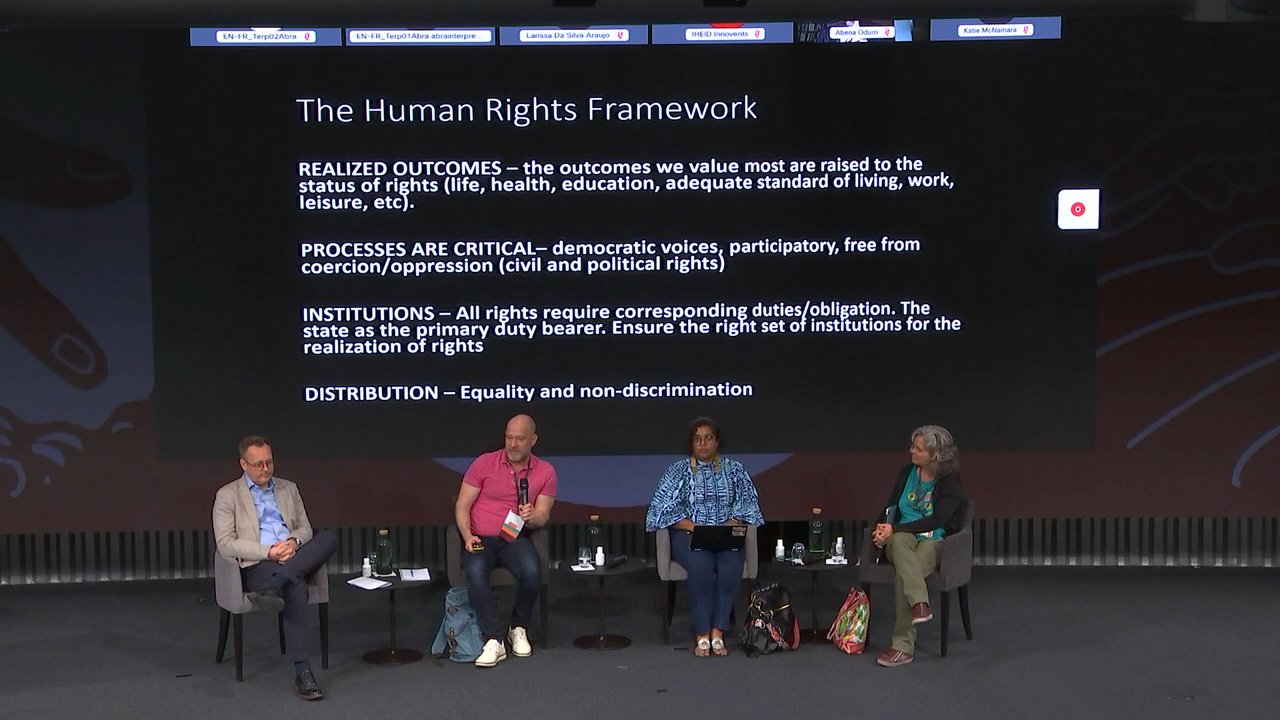 EN-FR_Terp02Abra
EN-FR_Terp01Abra abrainterpre...
Larissa Da Silva Araujo
IHEID Innovents
Abena Oduro
Katie McNamara
The Human Rights Framework
REALIZED OUTCOMES – the outcomes we value most are raised to the
status of rights (life, health, education, adequate standard of living, work,
leisure, etc).
PROCESSES ARE CRITICAL– democratic voices, participatory, free from
coercion/oppression (civil and political rights)
INSTITUTIONS – All rights require corresponding duties/obligation. The
state as the primary duty bearer. Ensure the right set of institutions for the
realization of rights
DISTRIBUTION – Equality and non-discrimination